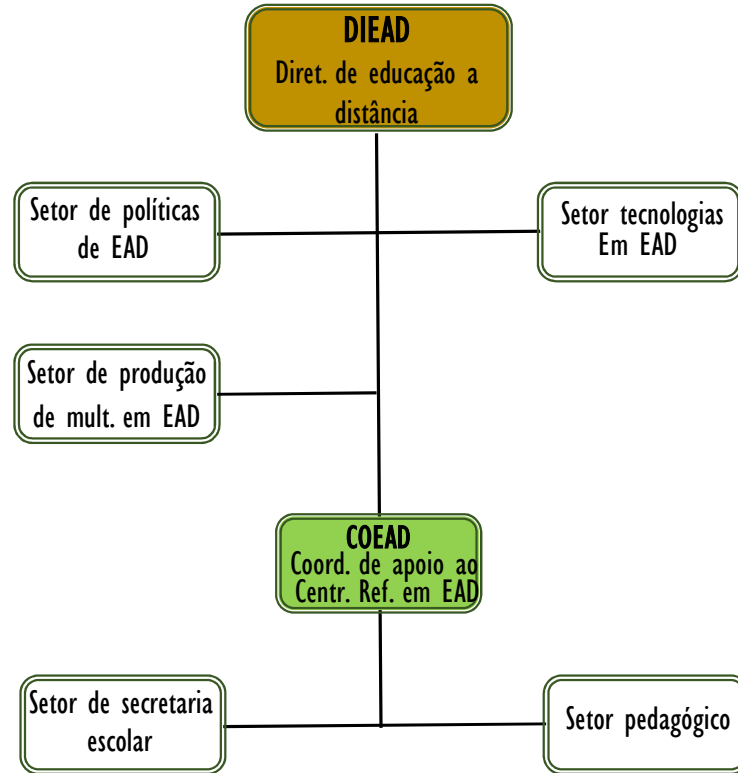 DIEAD
Diret. de educação a
distância
Setor de políticas
de EAD
Setor tecnologias
Em EAD
Setor de produção
de mult. em EAD
COEAD
Coord. de apoio ao
Centr. Ref. em EAD
Setor de secretaria
escolar
Setor pedagógico